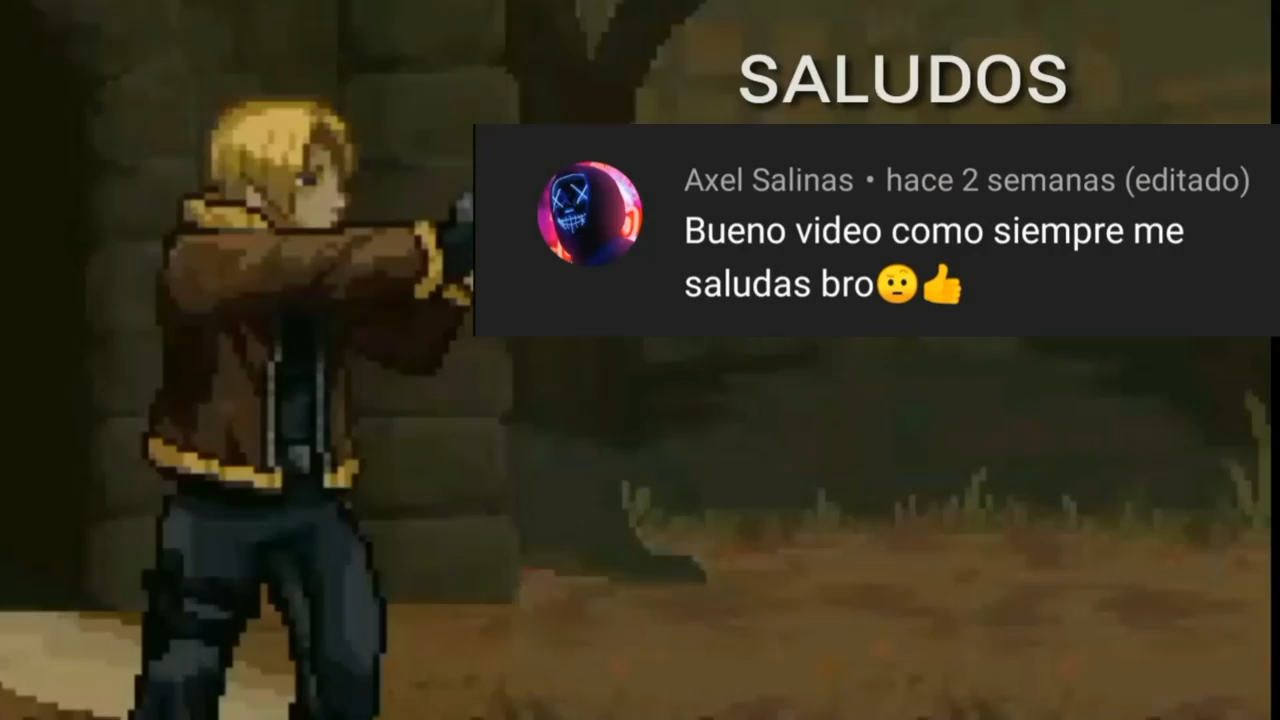 SALUDOS
Axel Salinas • hace 2 semanas (editado)
Bueno video como siempre me
saludas bro🤨👍